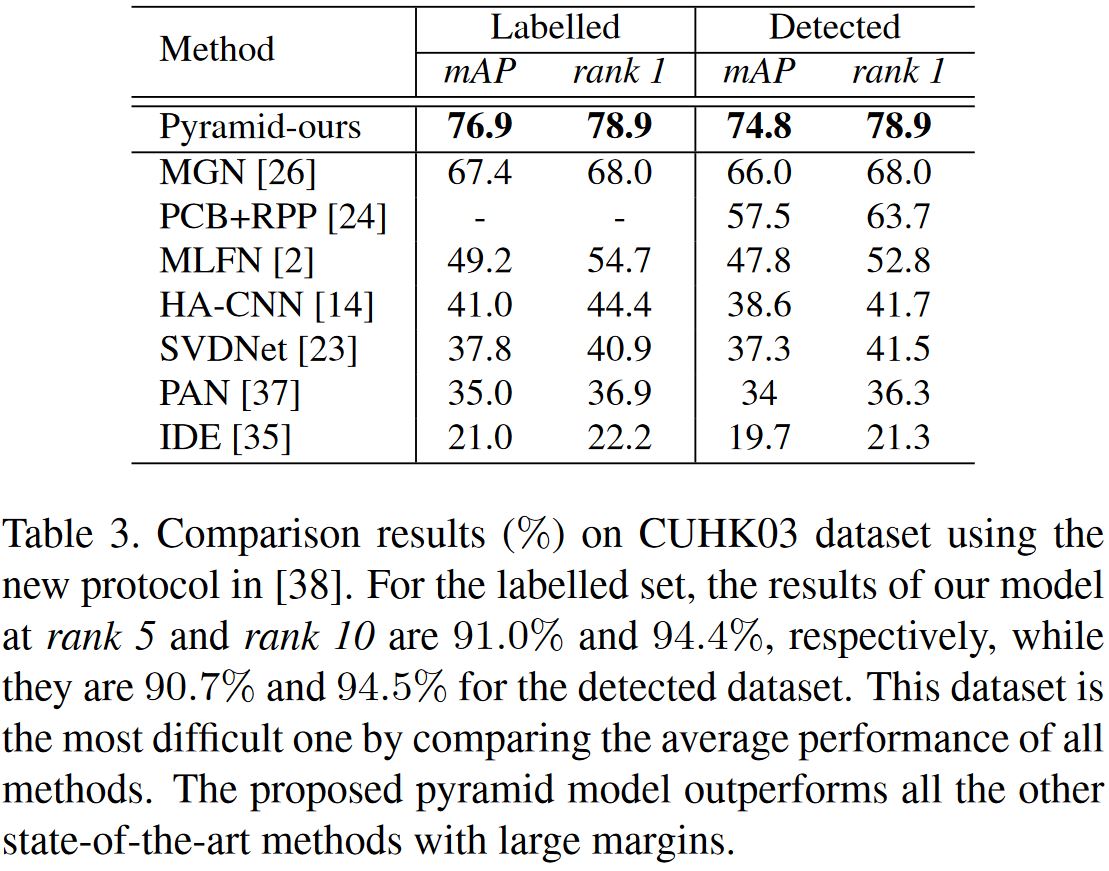 Method Labelled Detected
mAP rank 1 mAP rank 1
Pyramid-ours 76.9 78.9 74.8 78.9
MGN [26] 67.4 68.0 66.0 68.0
PCB+RPP [24] - - 57.5 63.7
MLFN [2] 49.2 54.7 47.8 52.8
HA-CNN [14] 41.0 44.4 38.6 41.7
SVDNet [23] 37.8 40.9 37.3 41.5
PAN [37] 35.0 36.9 34 36.3
IDE [35] 21.0 22.2 19.7 21.3
Table 3. Comparison results (%) on CUHK03 dataset using the
new protocol in [38]. For the labelled set, the results of our model
at rank 5 and rank 10 are 91.0% and 94.4%, respectively, while
they are 90.7% and 94.5% for the detected dataset. This dataset is
the most difficult one by comparing the average performance of all
methods. The proposed pyramid model outperforms all the other
state-of-the-art methods with large margins.